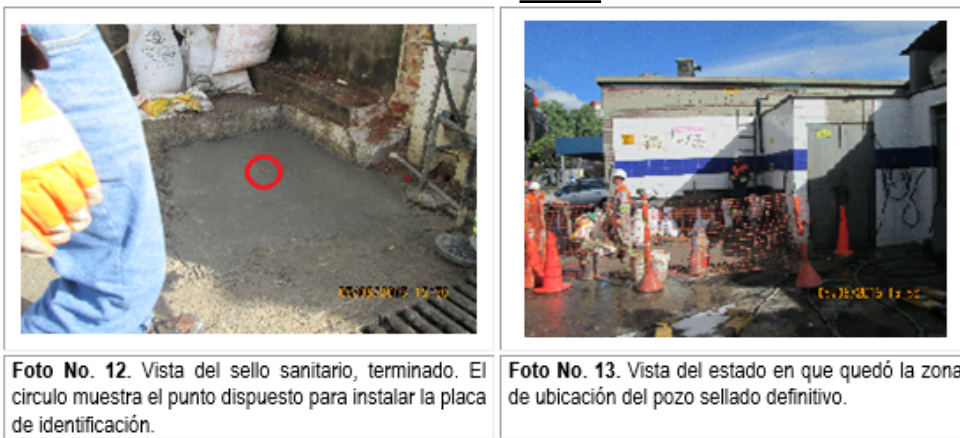 Foto No. 12. Vista del sello sanitario, terminado. El
circulo muestra el punto dispuesto para instalar la placa
de identificación.
Foto No. 13. Vista del estado en que quedó la zona
de ubicación del pozo sellado definitivo.